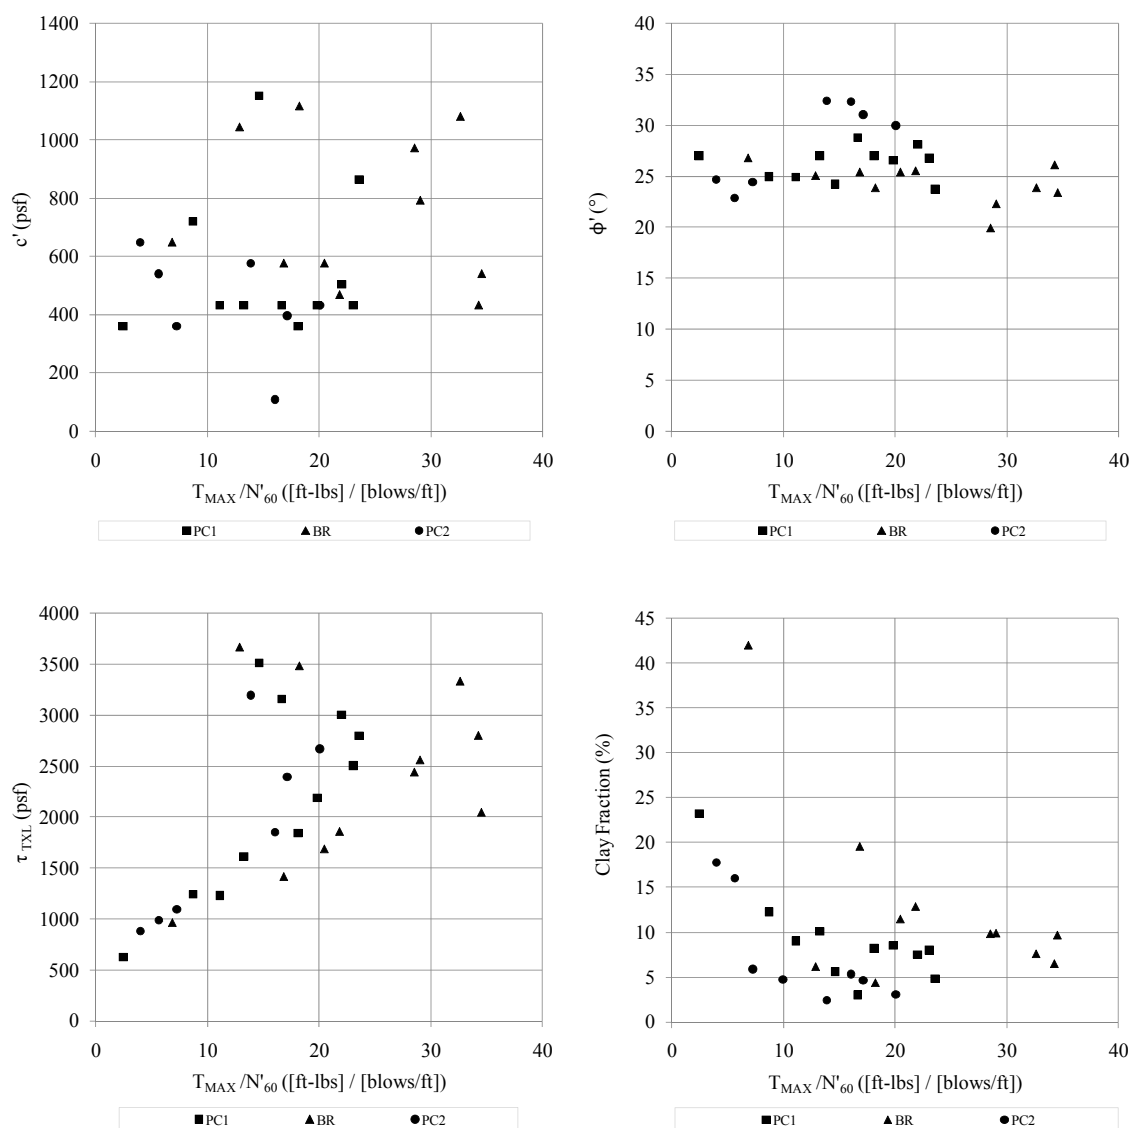 c' (psf)
1400
1200
1000
800
600
400
200
0
0 10 20 30 40
T_MAX /N'_60 ([ft-lbs] / [blows/ft])
PC1 BR PC2
ϕ' (°)
40
35
30
25
20
15
10
5
0
0 10 20 30 40
T_MAX /N'_60 ([ft-lbs] / [blows/ft])
PC1 BR PC2
τ_TXL (psf)
4000
3500
3000
2500
2000
1500
1000
500
0
0 10 20 30 40
T_MAX /N'_60 ([ft-lbs] / [blows/ft])
PC1 BR PC2
Clay Fraction (%)
45
40
35
30
25
20
15
10
5
0
0 10 20 30 40
T_MAX /N'_60 ([ft-lbs] / [blows/ft])
PC1 BR PC2